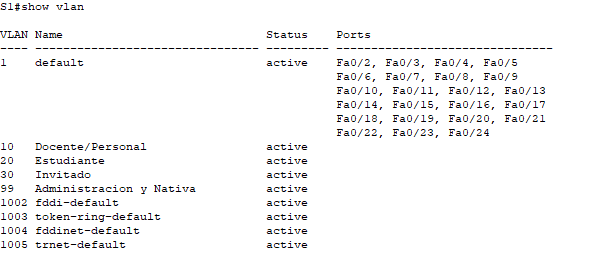 S1#show vlan
VLAN Name Status Ports
---- -------------------------------- --------- -------------------------------
1 default active Fa0/2, Fa0/3, Fa0/4, Fa0/5
Fa0/6, Fa0/7, Fa0/8, Fa0/9
Fa0/10, Fa0/11, Fa0/12, Fa0/13
Fa0/14, Fa0/15, Fa0/16, Fa0/17
Fa0/18, Fa0/19, Fa0/20, Fa0/21
Fa0/22, Fa0/23, Fa0/24
10 Docente/Personal active
20 Estudiante active
30 Invitado active
99 Administracion y Nativa active
1002 fddi-default active
1003 token-ring-default active
1004 fddinet-default active
1005 trnet-default active